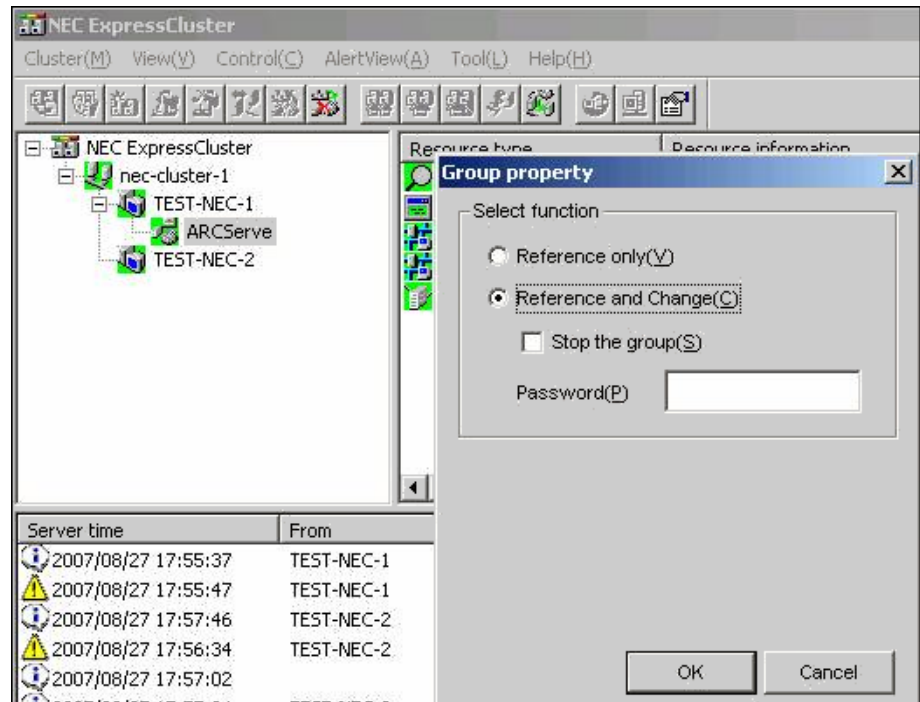 NEC ExpressCluster
Cluster(M) View(V) Control(C) AlertView(A) Tool(L) Help(H)
NEC ExpressCluster
nec-cluster-1
TEST-NEC-1
ARCServe
TEST-NEC-2
Resource type Resource information
Group property
Select function
Reference only(V)
Reference and Change(C)
Stop the group(S)
Password(P)
OK Cancel
Server time From
2007/08/27 17:55:37 TEST-NEC-1
2007/08/27 17:55:47 TEST-NEC-1
2007/08/27 17:57:46 TEST-NEC-2
2007/08/27 17:56:34 TEST-NEC-2
2007/08/27 17:57:02